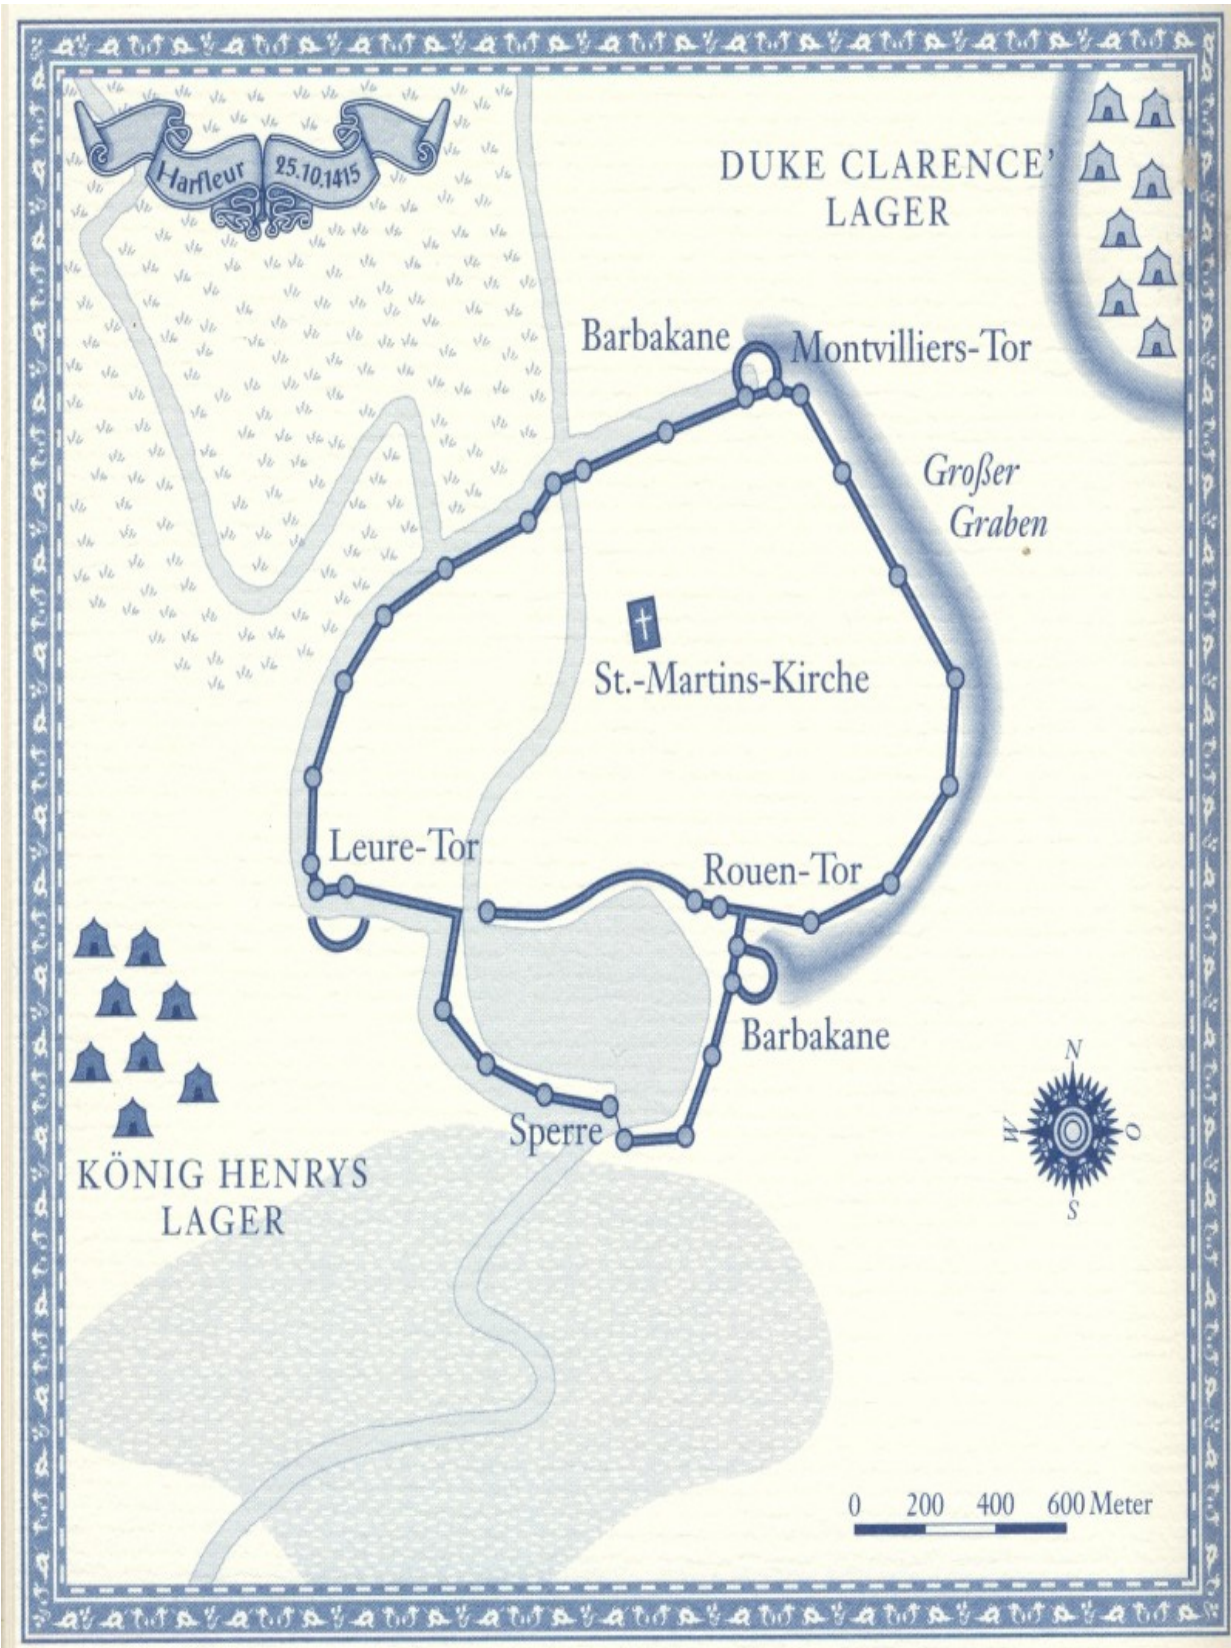 Harfleur 25.10.1415
DUKE CLARENCE'
LAGER
Barbakane
Montvilliers-Tor
Großer
Graben
St.-Martins-Kirche
Leure-Tor
Rouen-Tor
Barbakane
Sperre
KÖNIG HENRYS
LAGER
N
W
O
S
0 200 400 600 Meter